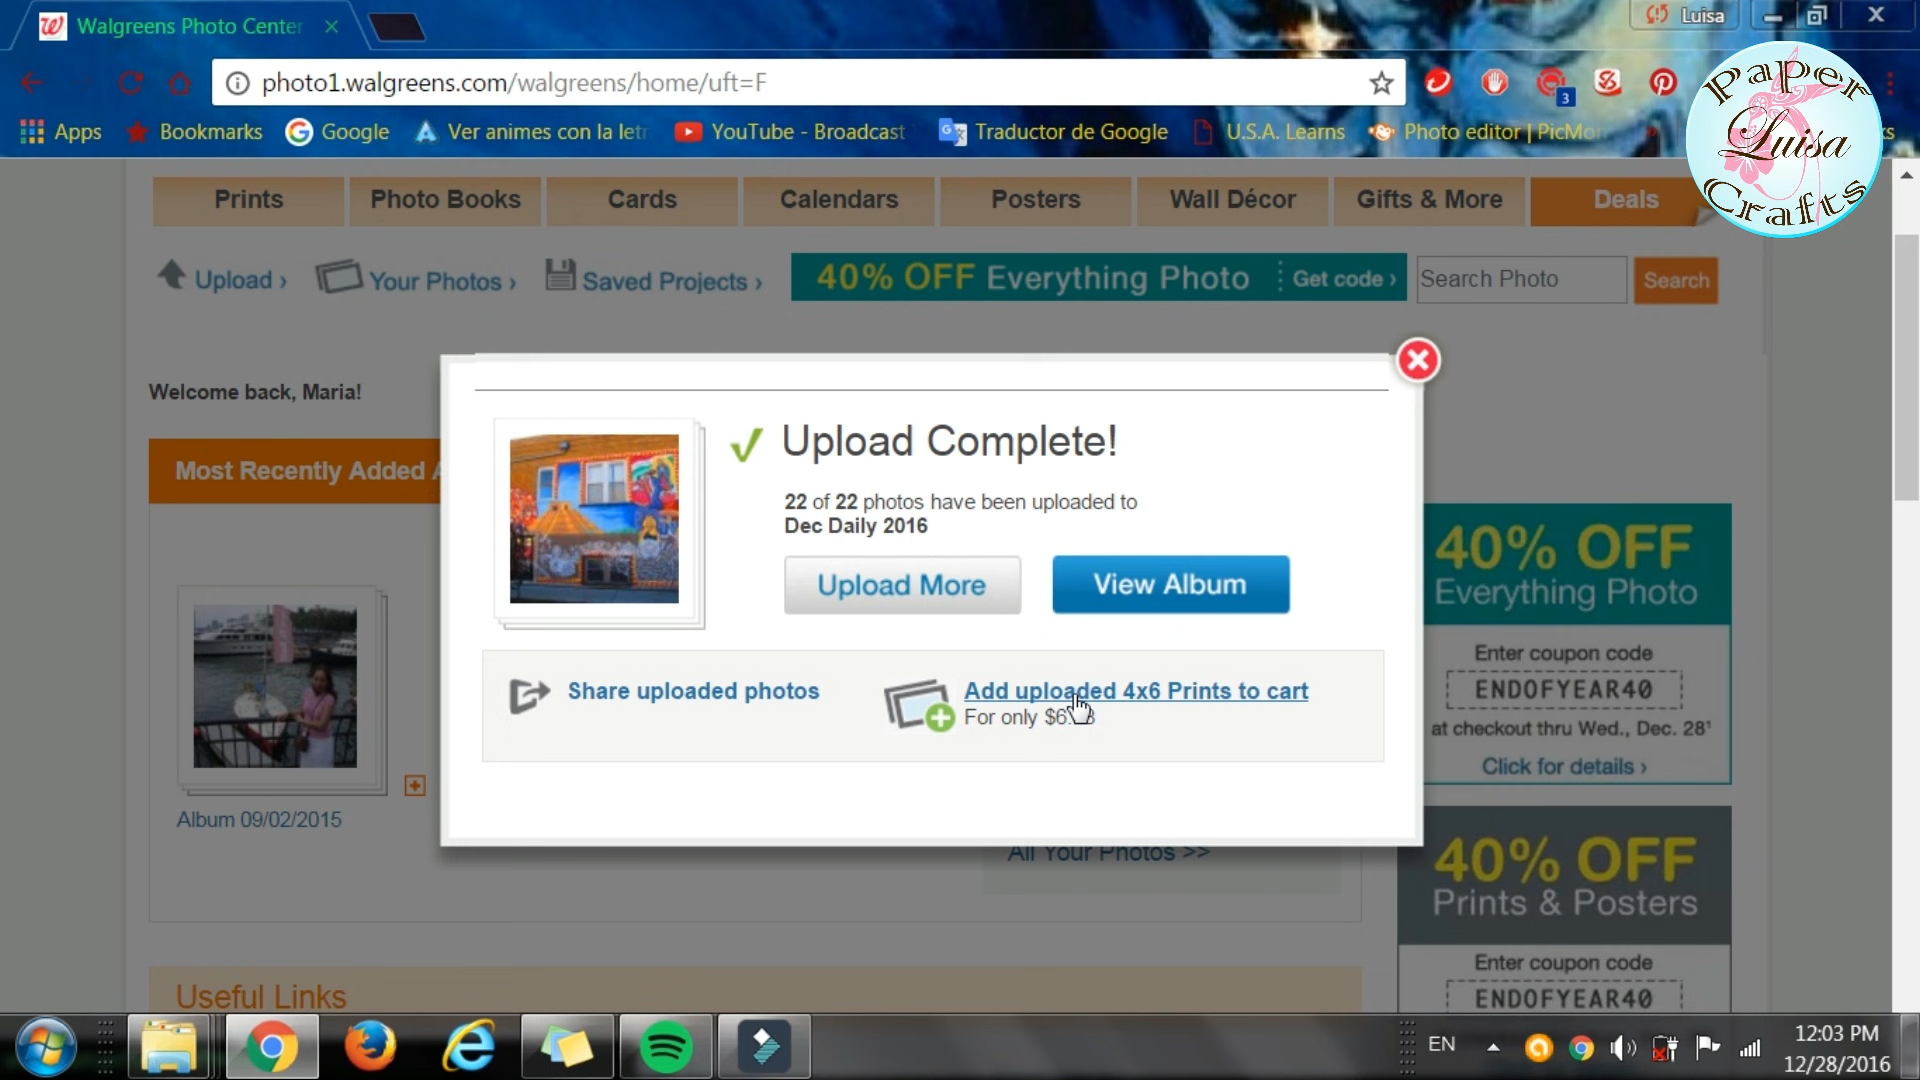 Walgreens Photo Center
Luisa
photo1.walgreens.com/walgreens/home/uft=F
3
Apps
Bookmarks
Google
Ver animes con la let
YouTube - Broadcast
Traductor de Google
U.S.A. Learns
Photo editor | PicMon
Paper
Luisa
Crafts
Prints
Photo Books
Cards
Calendars
Posters
Wall Décor
Gifts & More
Deals
Upload ›
Your Photos ›
Saved Projects ›
40% OFF Everything Photo
Get code ›
Search Photo
Search
Welcome back, Maria!
Most Recently Added
Upload Complete!
22 of 22 photos have been uploaded to
Dec Daily 2016
Upload More
View Album
Share uploaded photos
Add uploaded 4x6 Prints to cart
For only
Album 09/02/2015
All Your Photos >>
40% OFF
Everything Photo
Enter coupon code
ENDOFYEAR40
at checkout thru Wed., Dec. 28¹
Click for details ›
40% OFF
Prints & Posters
Enter coupon code
ENDOFYEAR40
Useful Links
EN
12:03 PM
12/28/2016